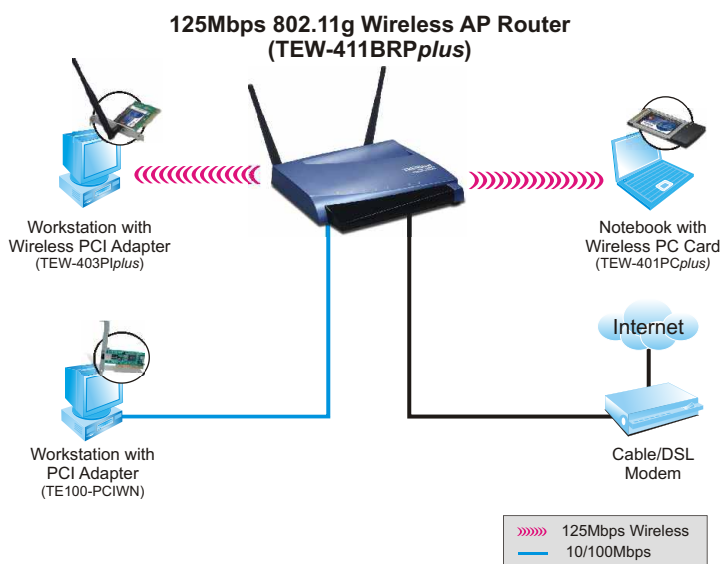 125Mbps 802.11g Wireless AP Router
(TEW-411BRPplus)
Workstation with
Wireless PCI Adapter
(TEW-403PIplus)
Notebook with
Wireless PC Card
(TEW-401PCplus)
Internet
Workstation with
PCI Adapter
(TE100-PCIWN)
Cable/DSL
Modem
125Mbps Wireless
10/100Mbps